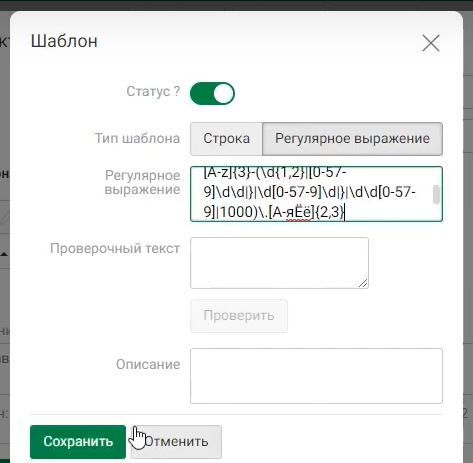 Шаблон
Статус ?
Тип шаблона
Строка
Регулярное выражение
Регулярное
выражение
[A-z]{3}-(\d{1,2}|[0-57-
9]\d\d|}|\d[0-57-9]\d|}|\d\d[0-57-
9]|1000)\.[А-яЁё]{2,3}
Проверочный текст
Проверить
Описание
Сохранить
Отменить